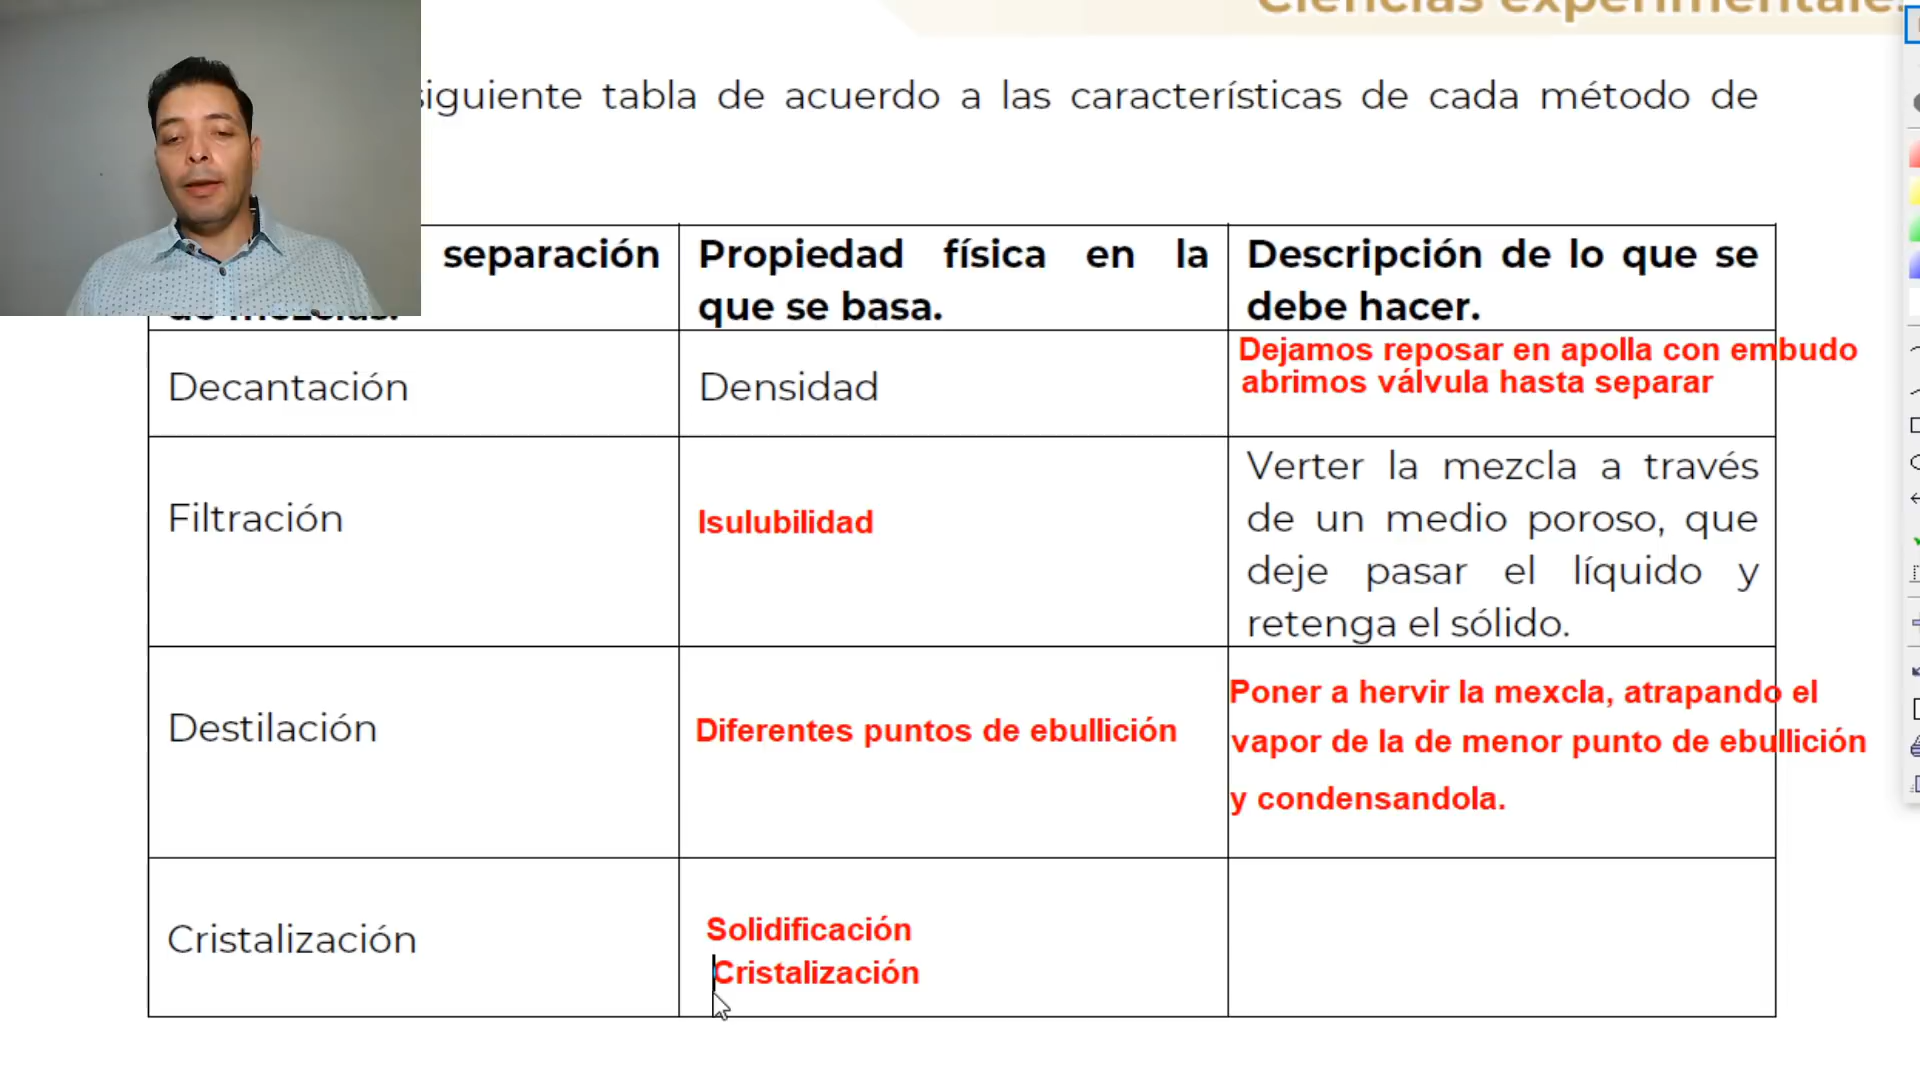 Ciencias experimentales
siguiente tabla de acuerdo a las características de cada método de
separación
de mezclas.
Propiedad física en la
que se basa.
Descripción de lo que se
debe hacer.
Decantación
Densidad
Dejamos reposar en apolla con embudo
abrimos válvula hasta separar
Filtración
Isulubilidad
Verter la mezcla a través
de un medio poroso, que
deje pasar el líquido y
retenga el sólido.
Destilación
Diferentes puntos de ebullición
Poner a hervir la mexcla, atrapando el
vapor de la de menor punto de ebullición
y condensandola.
Cristalización
Solidificación
Cristalización